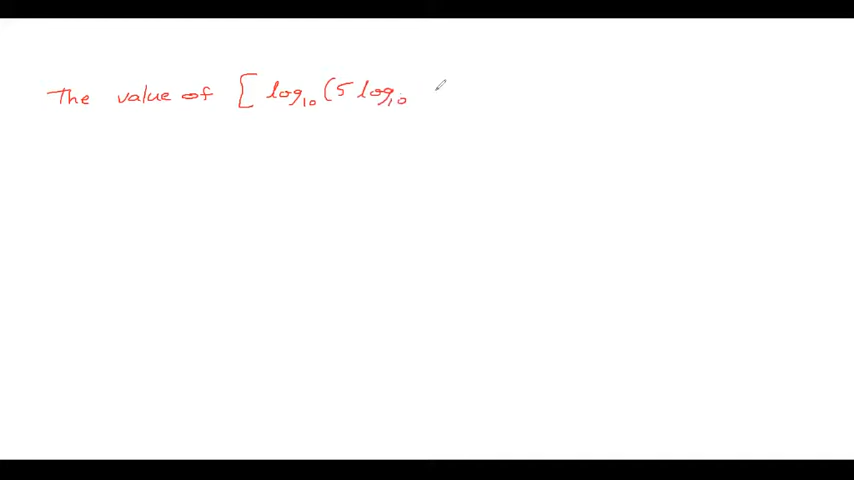 The value of [ log₁₀ (5 log₁₀